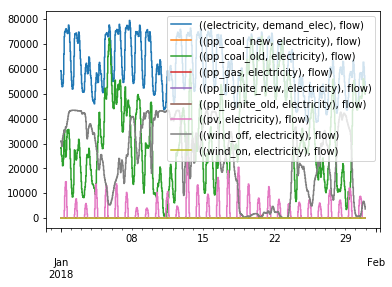 80000
70000
60000
50000
40000
30000
20000
10000
0
((electricity, demand_elec), flow)
((pp_coal_new, electricity), flow)
((pp_coal_old, electricity), flow)
((pp_gas, electricity), flow)
((pp_lignite_new, electricity), flow)
((pp_lignite_old, electricity), flow)
((pv, electricity), flow)
((wind_off, electricity), flow)
((wind_on, electricity), flow)
08 15 22 29
Jan Feb
2018